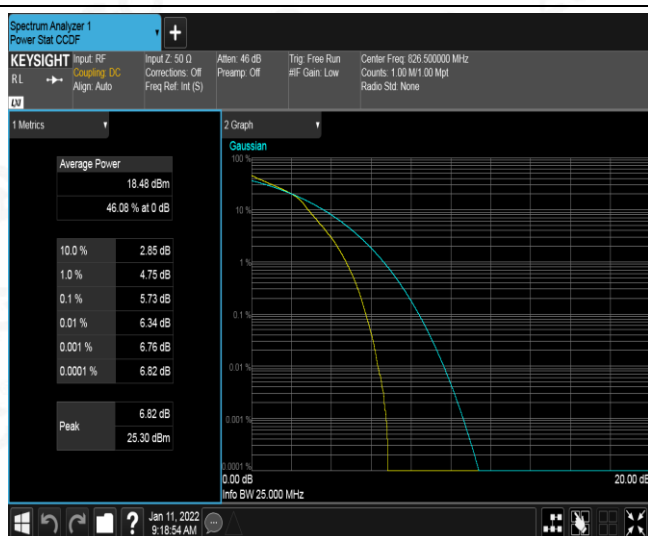 Spectrum Analyzer 1
Power Stat CCDF
+
KEYSIGHT
RL
LXI
Input: RF
Coupling: DC
Align: Auto
Input Z: 50 Ω
Corrections: Off
Freq Ref: Int (S)
Atten: 46 dB
Preamp: Off
Trig: Free Run
#IF Gain: Low
Center Freq: 826.500000 MHz
Counts: 1.00 M/1.00 Mpt
Radio Std: None
1 Metrics
Average Power
18.48 dBm
46.08 % at 0 dB
10.0 % 2.85 dB
1.0 % 4.75 dB
0.1 % 5.73 dB
0.01 % 6.34 dB
0.001 % 6.76 dB
0.0001 % 6.82 dB
Peak
6.82 dB
25.30 dBm
2 Graph
Gaussian
100 %
10 %
1 %
0.1 %
0.01 %
0.001 %
0.0001 %
0.00 dB 20.00 dB
Info BW 25.000 MHz
?
Jan 11, 2022
9:18:54 AM